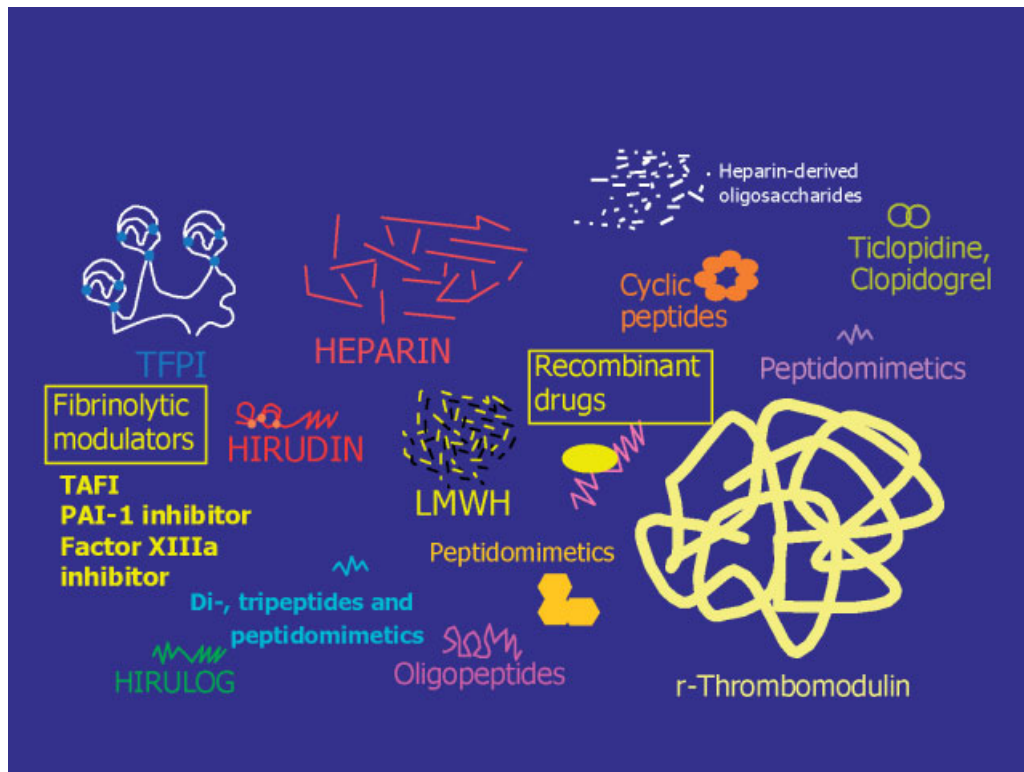 Heparin-derived
oligosaccharides
Ticlopidine,
Clopidogrel
Cyclic
peptides
TFPI
HEPARIN
Recombinant
drugs
Peptidomimetics
Fibrinolytic
modulators
HIRUDIN
TAFI
PAI-1 inhibitor
Factor XIIIa
inhibitor
LMWH
Peptidomimetics
Di-, tripeptides and
peptidomimetics
HIRULOG
Oligopeptides
r-Thrombomodulin